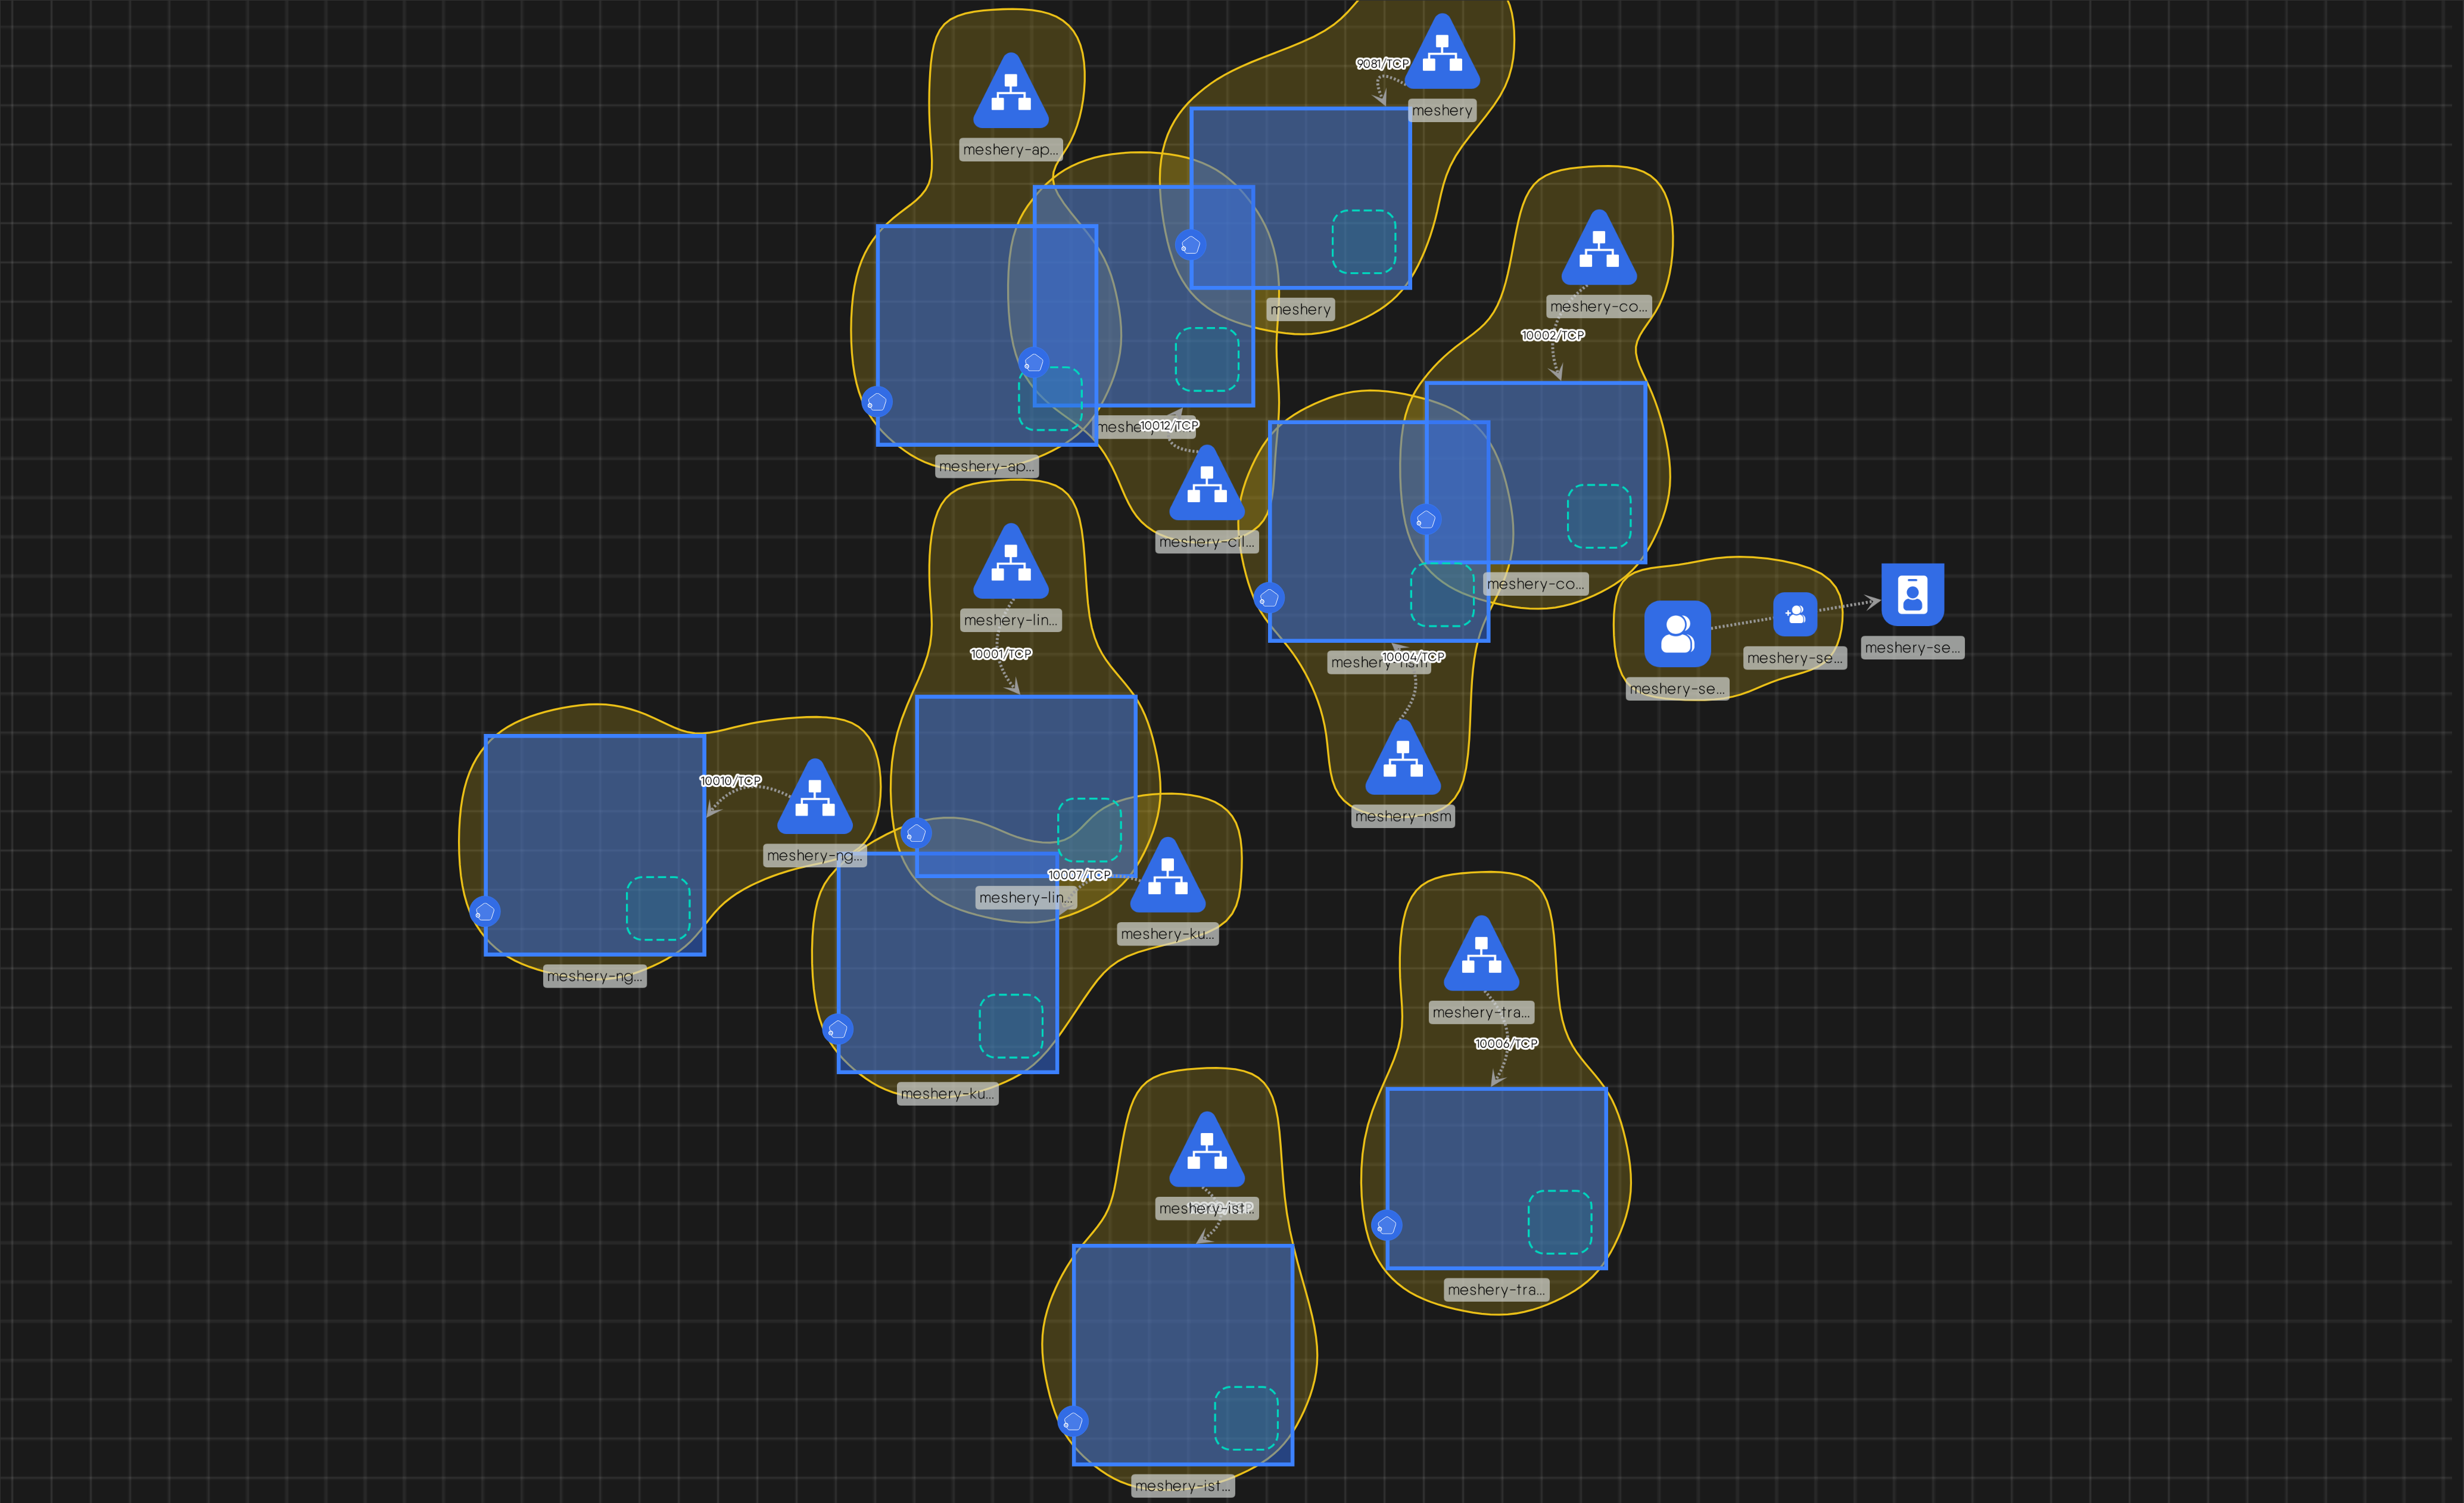 9081/TCP
meshery
meshery-ap...
meshery
meshery-co...
10002/TCP
10012/TCP
meshery-ap...
meshery-cil...
meshery-co...
meshery-lin...
10001/TCP
meshery-nsm
10004/TCP
meshery-se...
meshery-se...
meshery-se...
10010/TCP
meshery-nsm
meshery-ng...
10007/TCP
meshery-lin...
meshery-ku...
meshery-ng...
meshery-tra...
10006/TCP
meshery-ku...
meshery-ist...
meshery-tra...
meshery-ist...